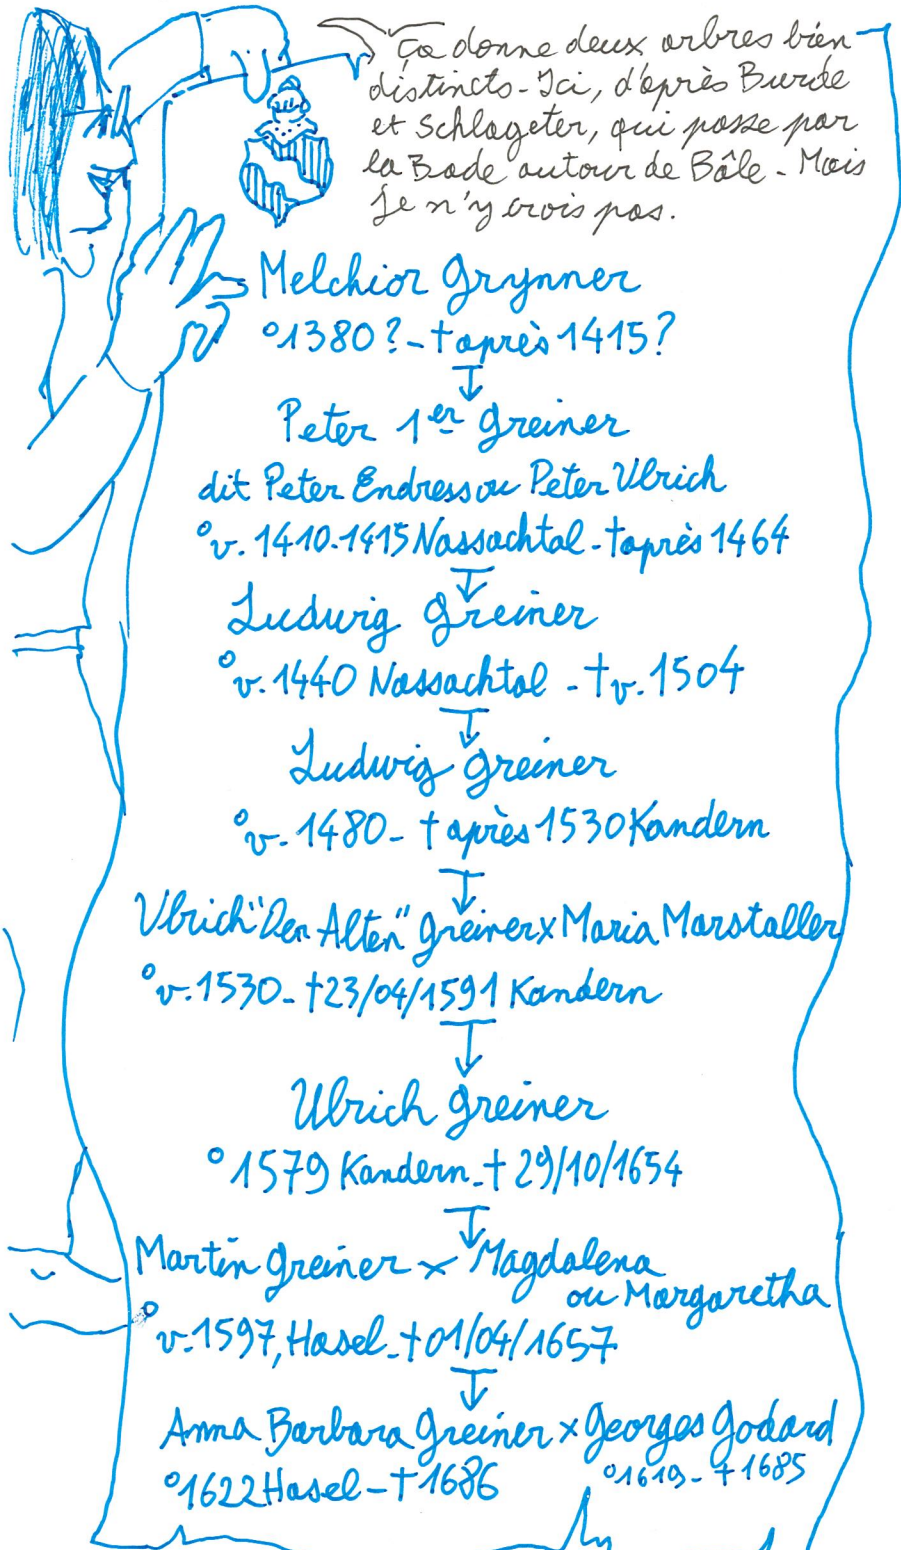 Ça donne deux arbres bien
distincts - Ici, d'après Burde
et Schlageter, qui passe par
la Bade autour de Bâle - Mais
je n'y crois pas.
Melchior Grynner
°1380? - † après 1415?
Peter 1er Greiner
dit Peter Endress ou Peter Ulrich
°v. 1410-1415 Nassachtal - † après 1464
Ludwig Greiner
°v. 1440 Nassachtal - † v. 1504
Ludwig Greiner
°v. 1480 - † après 1530 Kandern
Ulrich "Den Alten" Greiner x Maria Marstaller
°v. 1530 - † 23/04/1591 Kandern
Ulrich Greiner
°1579 Kandern - † 29/10/1654
Martin Greiner x Magdalena
ou Margaretha
°v. 1597, Hasel - † 01/04/1657
Anna Barbara Greiner x Georges Godard
°1622 Hasel - † 1686
°1619 - † 1685